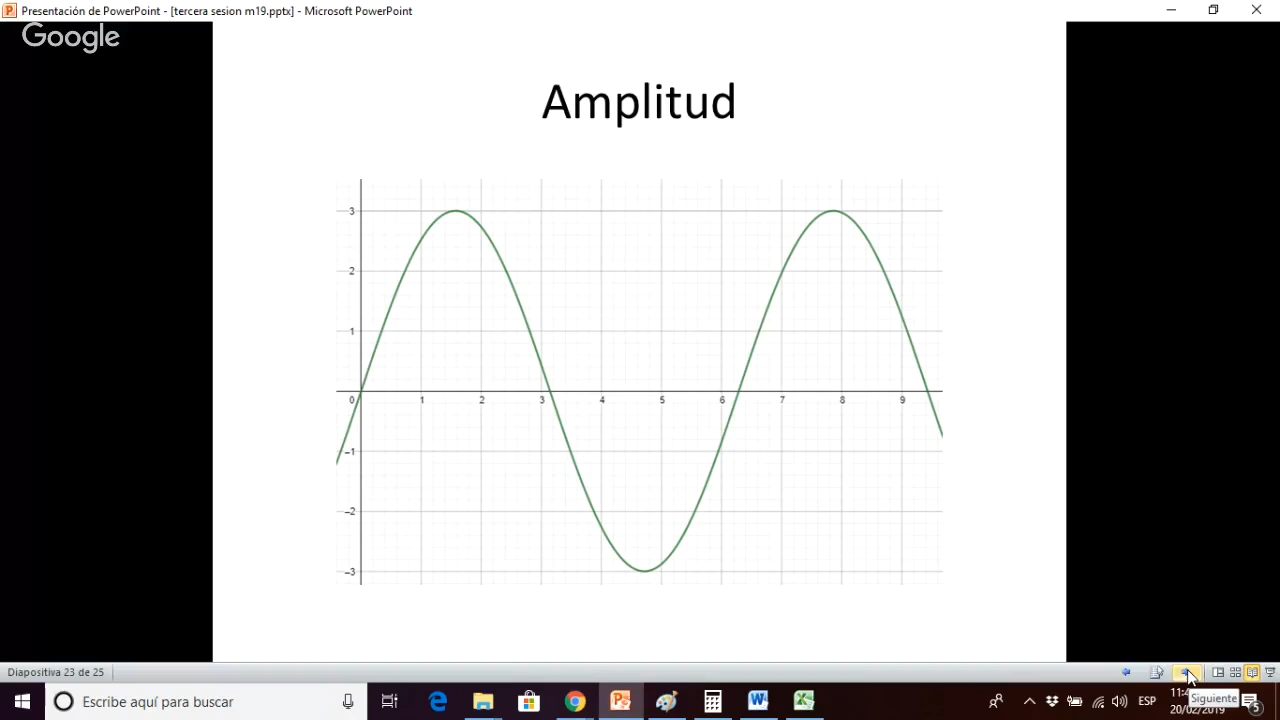 Presentación de PowerPoint - [tercera sesion m19.pptx] - Microsoft PowerPoint
Google
Amplitud
3
2
1
0 1 2 3 4 5 6 7 8 9
-1
-2
-3
Diapositiva 23 de 25
Siguiente
Escribe aquí para buscar
ESP
20/02/2019
5